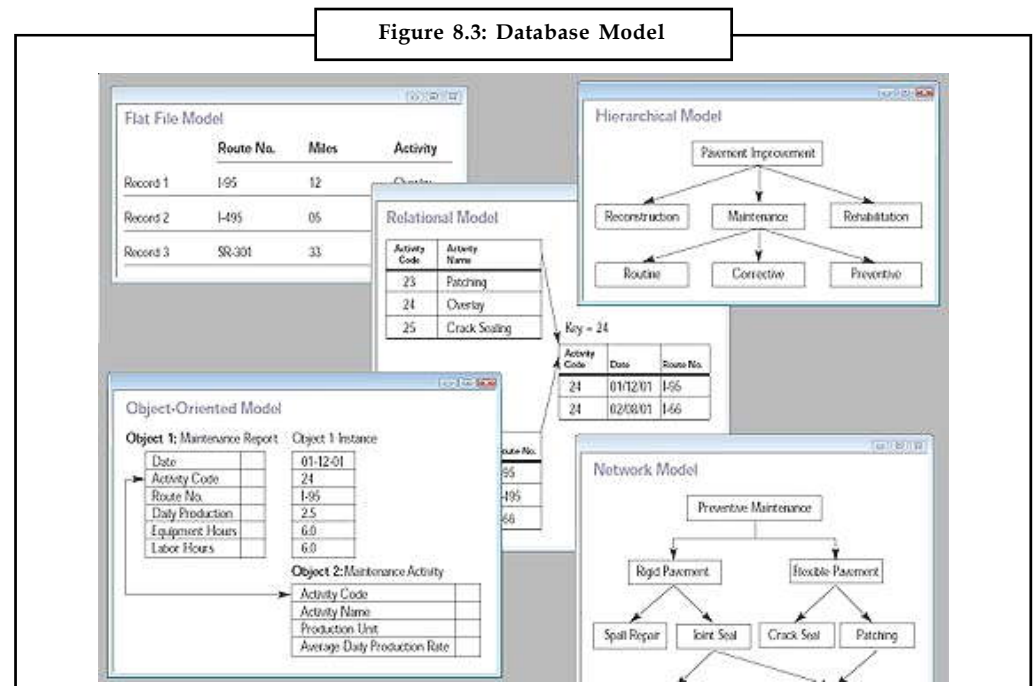 Figure 8.3: Database Model
Flat File Model
Route No. Miles Activity
Record 1 I-95 12 Overlay
Record 2 I-495 05
Record 3 SR-301 33
Hierarchical Model
Pavement Improvement
Reconstruction Maintenance Rehabilitation
Routine Corrective Preventive
Relational Model
Activity Code Activity Name
23 Patching
24 Overlay
25 Crack Sealing
Key = 24
Activity Code Date Route No.
24 01/12/01 I-95
24 02/08/01 I-66
Route No.
95
495
66
Object-Oriented Model
Object 1: Maintenance Report Object 1 Instance
Date 01-12-01
Activity Code 24
Route No. I-95
Daily Production 2.5
Equipment Hours 6.0
Labor Hours 6.0
Object 2: Maintenance Activity
Activity Code
Activity Name
Production Unit
Average Daily Production Rate
Network Model
Preventive Maintenance
Rigid Pavement Flexible Pavement
Spall Repair Joint Seal Crack Seal Patching